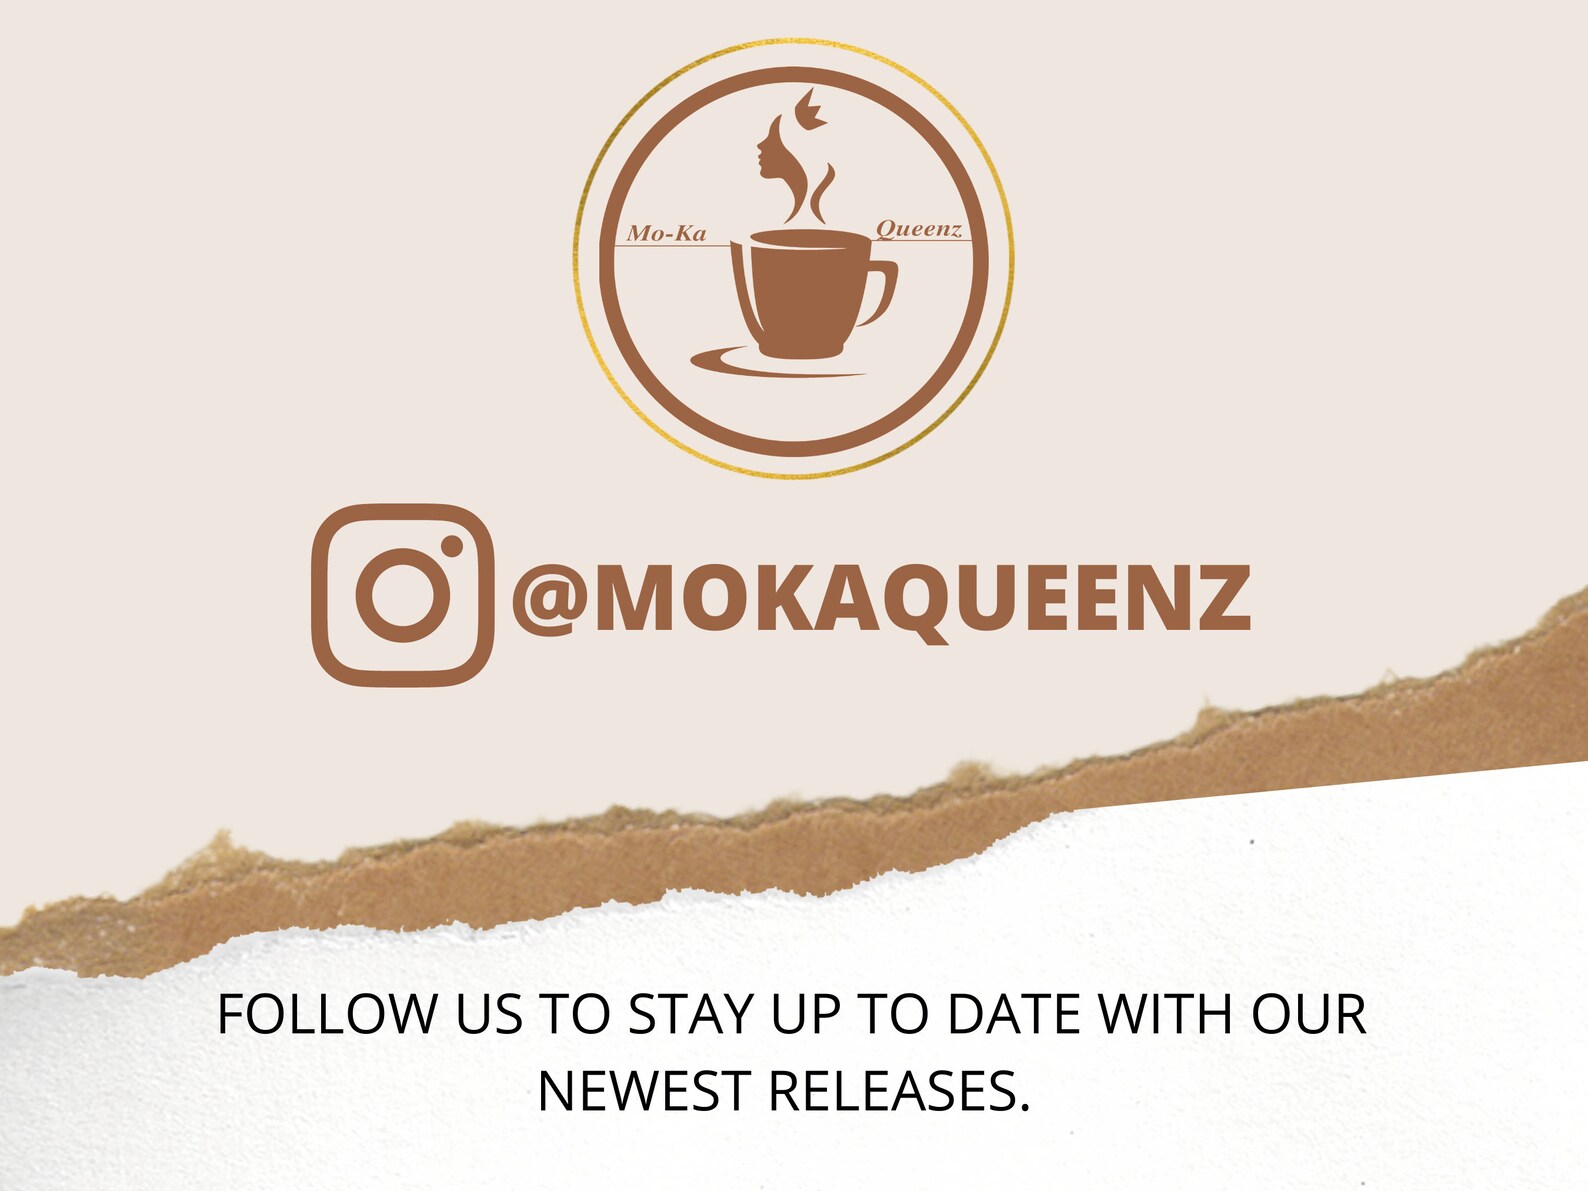 Mo-Ka Queenz
@MOKAQUEENZ
FOLLOW US TO STAY UP TO DATE WITH OUR
NEWEST RELEASES.